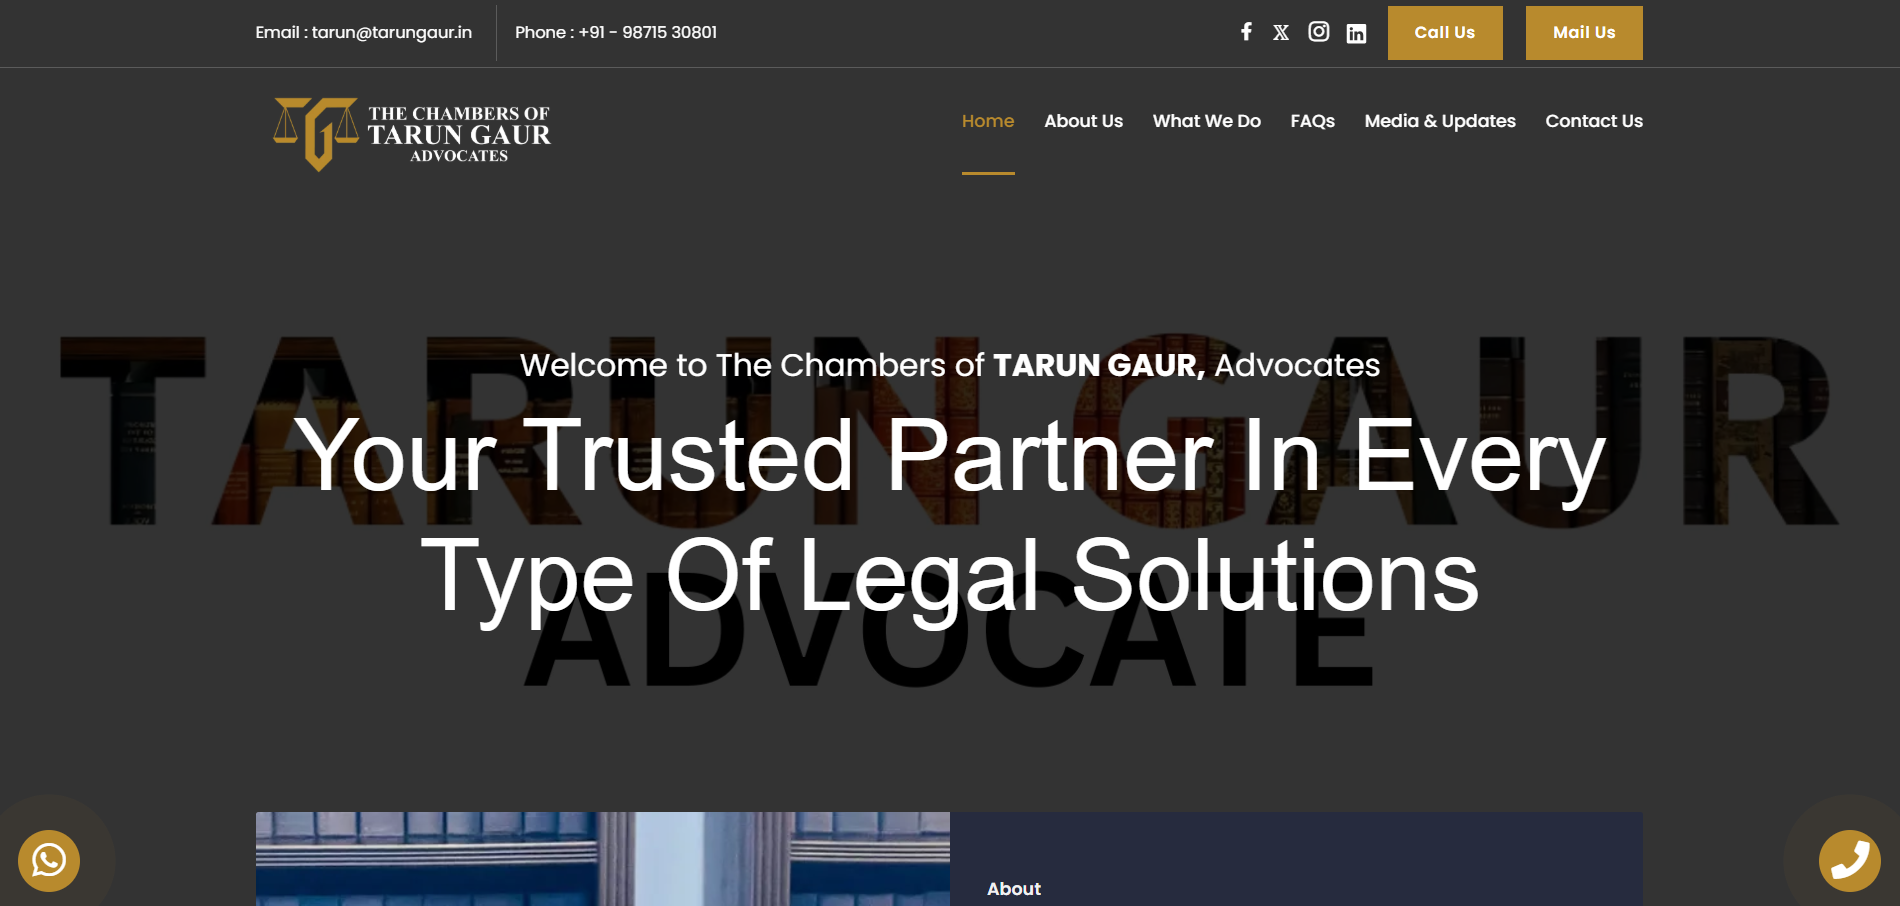 Email : tarun@tarungaur.in
Phone : +91 - 98715 30801
Call Us
Mail Us
THE CHAMBERS OF
TARUN GAUR
ADVOCATES
Home
About Us
What We Do
FAQs
Media & Updates
Contact Us
TARUN GAUR
Welcome to The Chambers of TARUN GAUR, Advocates
Your Trusted Partner In Every
Type Of Legal Solutions
ADVOCATE
About